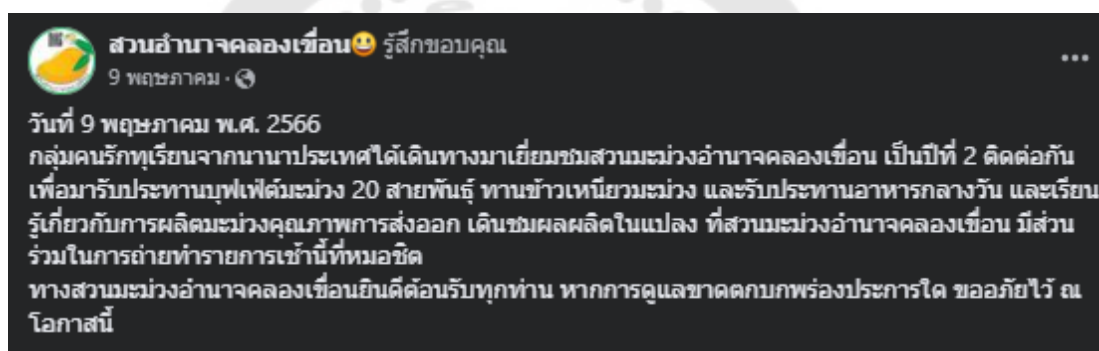 สวนอำนาจคลองเขื่อน😀 รู้สึกขอบคุณ
9 พฤษภาคม ·
วันที่ 9 พฤษภาคม พ.ศ. 2566
กลุ่มคนรักทุเรียนจากนานาประเทศได้เดินทางมาเยี่ยมชมสวนมะม่วงอำนาจคลองเขื่อน เป็นปีที่ 2 ติดต่อกัน
เพื่อมารับประทานบุฟเฟ่ต์มะม่วง 20 สายพันธุ์ ทานข้าวเหนียวมะม่วง และรับประทานอาหารกลางวัน และเรียน
รู้เกี่ยวกับการผลิตมะม่วงคุณภาพการส่งออก เดินชมผลผลิตในแปลง ที่สวนมะม่วงอำนาจคลองเขื่อน มีส่วน
ร่วมในการถ่ายทำรายการเช้านี้ที่หมอชิต
ทางสวนมะม่วงอำนาจคลองเขื่อนยินดีต้อนรับทุกท่าน หากการดูแลขาดตกบกพร่องประการใด ขออภัยไว้ ณ
โอกาสนี้